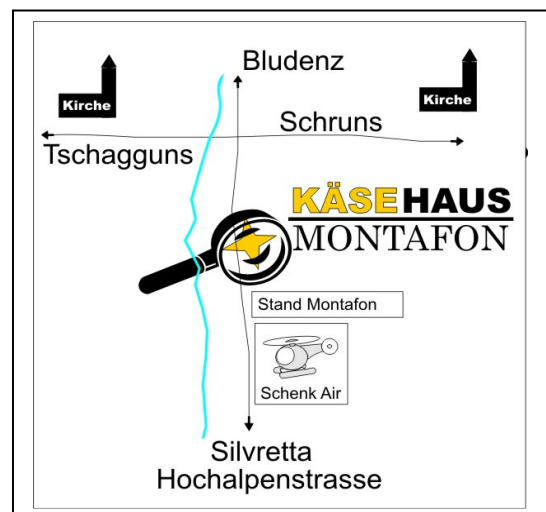 Bludenz
Kirche
Kirche
Schruns
Tschagguns
KÄSEHAUS
MONTAFON
Stand Montafon
Schenk Air
Silvretta
Hochalpenstrasse